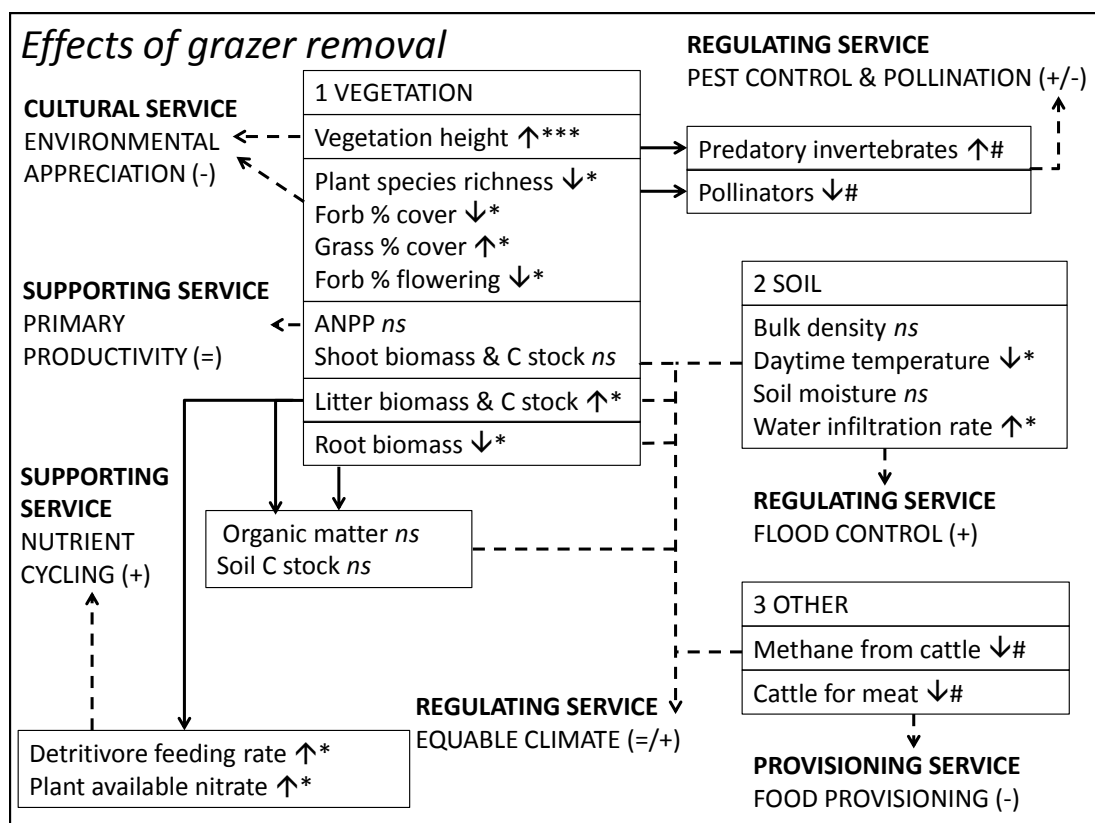 Effects of grazer removal
REGULATING SERVICE
PEST CONTROL & POLLINATION (+/-)
CULTURAL SERVICE
ENVIRONMENTAL
APPRECIATION (-)
1 VEGETATION
Vegetation height ↑***
Plant species richness ↓*
Forb % cover ↓*
Grass % cover ↑*
Forb % flowering ↓*
ANPP ns
Shoot biomass & C stock ns
Litter biomass & C stock ↑*
Root biomass ↓*
Predatory invertebrates ↑#
Pollinators ↓#
SUPPORTING SERVICE
PRIMARY
PRODUCTIVITY (=)
2 SOIL
Bulk density ns
Daytime temperature ↓*
Soil moisture ns
Water infiltration rate ↑*
SUPPORTING
SERVICE
NUTRIENT
CYCLING (+)
Organic matter ns
Soil C stock ns
REGULATING SERVICE
FLOOD CONTROL (+)
3 OTHER
Methane from cattle ↓#
Cattle for meat ↓#
REGULATING SERVICE
EQUABLE CLIMATE (=/+)
Detritivore feeding rate ↑*
Plant available nitrate ↑*
PROVISIONING SERVICE
FOOD PROVISIONING (-)